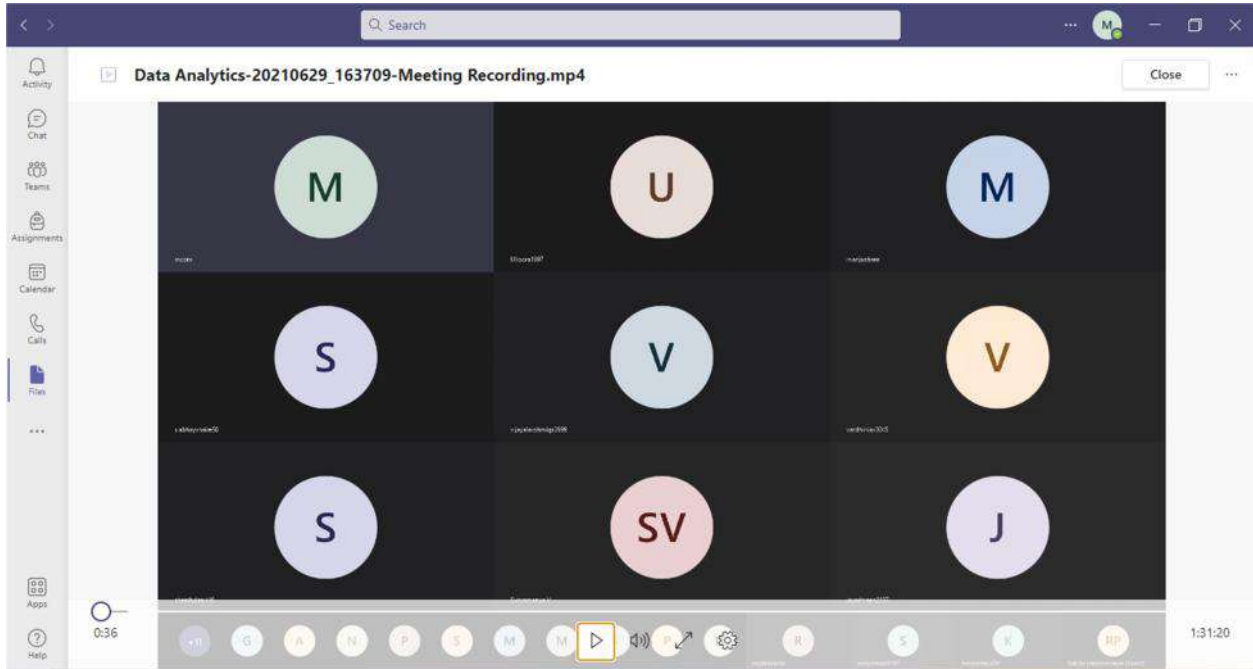 Search
M
Activity
Data Analytics-20210629_163709-Meeting Recording.mp4
Close
Chat
Teams
Assignments
Calendar
Calls
Files
M
U
M
S
V
V
S
SV
J
Apps
Help
0:36
G
A
N
P
S
M
M
P
R
S
K
RP
1:31:20